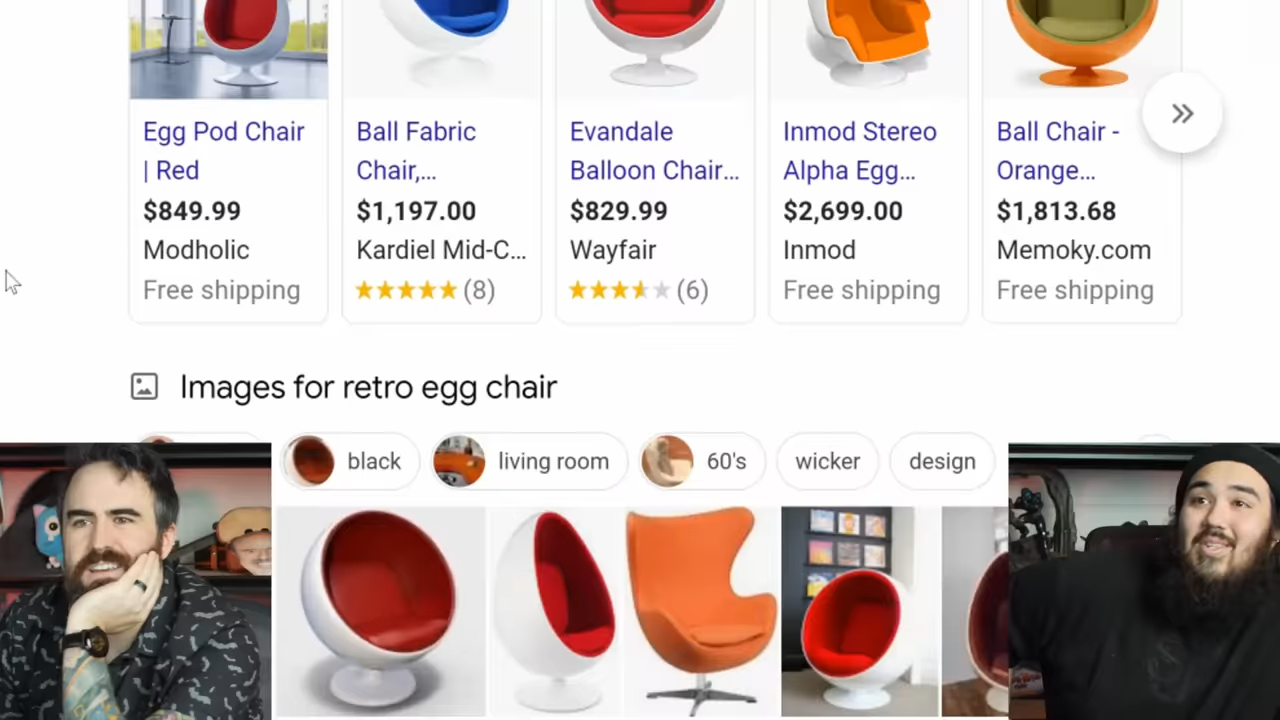 Egg Pod Chair
| Red
$849.99
Modholic
Free shipping
Ball Fabric
Chair,...
$1,197.00
Kardiel Mid-C...
(8)
Evandale
Balloon Chair...
$829.99
Wayfair
(6)
Inmod Stereo
Alpha Egg...
$2,699.00
Inmod
Free shipping
Ball Chair -
Orange...
$1,813.68
Memoky.com
Free shipping
Images for retro egg chair
black
living room
60's
wicker
design